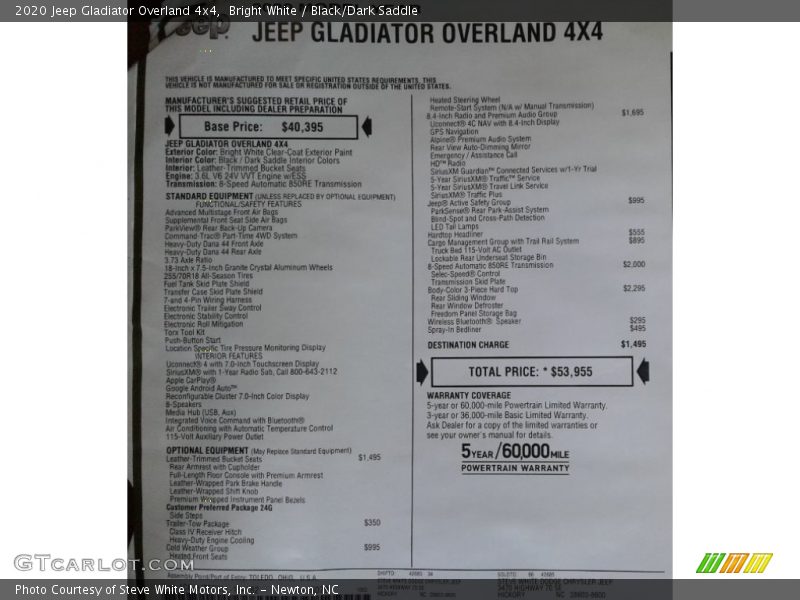 2020 Jeep Gladiator Overland 4x4, Bright White / Black/Dark Saddle
Jeep.
JEEP GLADIATOR OVERLAND 4X4
THIS VEHICLE IS MANUFACTURED TO MEET SPECIFIC UNITED STATES REQUIREMENTS. THIS
VEHICLE IS NOT MANUFACTURED FOR SALE OR REGISTRATION OUTSIDE OF THE UNITED STATES.
MANUFACTURER'S SUGGESTED RETAIL PRICE OF
THIS MODEL INCLUDING DEALER PREPARATION
Base Price: $40,395
JEEP GLADIATOR OVERLAND 4X4
Exterior Color: Bright White Clear-Coat Exterior Paint
Interior Color: Black / Dark Saddle Interior Colors
Interior: Leather-Trimmed Bucket Seats
Engine: 3.6L V6 24V VVT Engine w/ESS
Transmission: 8-Speed Automatic 850RE Transmission
STANDARD EQUIPMENT (UNLESS REPLACED BY OPTIONAL EQUIPMENT)
FUNCTIONAL/SAFETY FEATURES
Advanced Multistage Front Air Bags
Supplemental Front Seat Side Air Bags
ParkView® Rear Back-Up Camera
Command-Trac® Part-Time 4WD System
Heavy-Duty Dana 44 Front Axle
Heavy-Duty Dana 44 Rear Axle
3.73 Axle Ratio
18-Inch x 7.5-Inch Granite Crystal Aluminum Wheels
255/70R18 All-Season Tires
Fuel Tank Skid Plate Shield
Transfer Case Skid Plate Shield
7-and 4-Pin Wiring Harness
Electronic Trailer Sway Control
Electronic Stability Control
Electronic Roll Mitigation
Torx Tool Kit
Push-Button Start
Location Specific Tire Pressure Monitoring Display
INTERIOR FEATURES
Uconnect® 4 with 7.0-Inch Touchscreen Display
SiriusXM® with 1-Year Radio Sub, Call 800-643-2112
Apple CarPlay®
Google Android Auto™
Reconfigurable Cluster 7.0-Inch Color Display
8-Speakers
Media Hub (USB, Aux)
Integrated Voice Command with Bluetooth®
Air Conditioning with Automatic Temperature Control
115-Volt Auxiliary Power Outlet
OPTIONAL EQUIPMENT (May Replace Standard Equipment)
Leather-Trimmed Bucket Seats $1,495
Rear Armrest with Cupholder
Full-Length Floor Console with Premium Armrest
Leather-Wrapped Park Brake Handle
Leather-Wrapped Shift Knob
Premium Wrapped Instrument Panel Bezels
Customer Preferred Package 24G
Side Steps
Trailer-Tow Package $350
Class IV Receiver Hitch
Heavy-Duty Engine Cooling
Cold Weather Group $995
Heated Front Seats
Heated Steering Wheel
Remote-Start System (N/A w/ Manual Transmission)
8.4-Inch Radio and Premium Audio Group $1,695
Uconnect® 4C NAV with 8.4-Inch Display
GPS Navigation
Alpine® Premium Audio System
Rear View Auto-Dimming Mirror
Emergency / Assistance Call
HD™ Radio
SiriusXM Guardian™ Connected Services w/1-Yr Trial
5-Year SiriusXM® Traffic™ Service
5-Year SiriusXM® Travel Link Service
SiriusXM® Traffic Plus
Jeep® Active Safety Group $995
ParkSense® Rear Park-Assist System
Blind-Spot and Cross-Path Detection
LED Tail Lamps
Hardtop Headliner $555
Cargo Management Group with Trail Rail System $895
Truck Bed 115-Volt AC Outlet
Lockable Rear Underseat Storage Bin
8-Speed Automatic 850RE Transmission $2,000
Selec-Speed® Control
Transmission Skid Plate
Body-Color 3-Piece Hard Top $2,295
Rear Sliding Window
Rear Window Defroster
Freedom Panel Storage Bag
Wireless Bluetooth® Speaker $295
Spray-In Bedliner $495
DESTINATION CHARGE $1,495
TOTAL PRICE: * $53,955
WARRANTY COVERAGE
5-year or 60,000-mile Powertrain Limited Warranty.
3-year or 36,000-mile Basic Limited Warranty.
Ask Dealer for a copy of the limited warranties or
see your owner's manual for details.
5YEAR/60,000MILE
POWERTRAIN WARRANTY
Assembly Point/Port of Entry: TOLEDO, OHIO, U.S.A.
STEVE WHITE DODGE CHRYSLER JEEP
GTCARLOT.COM
Photo Courtesy of Steve White Motors, Inc. - Newton, NC